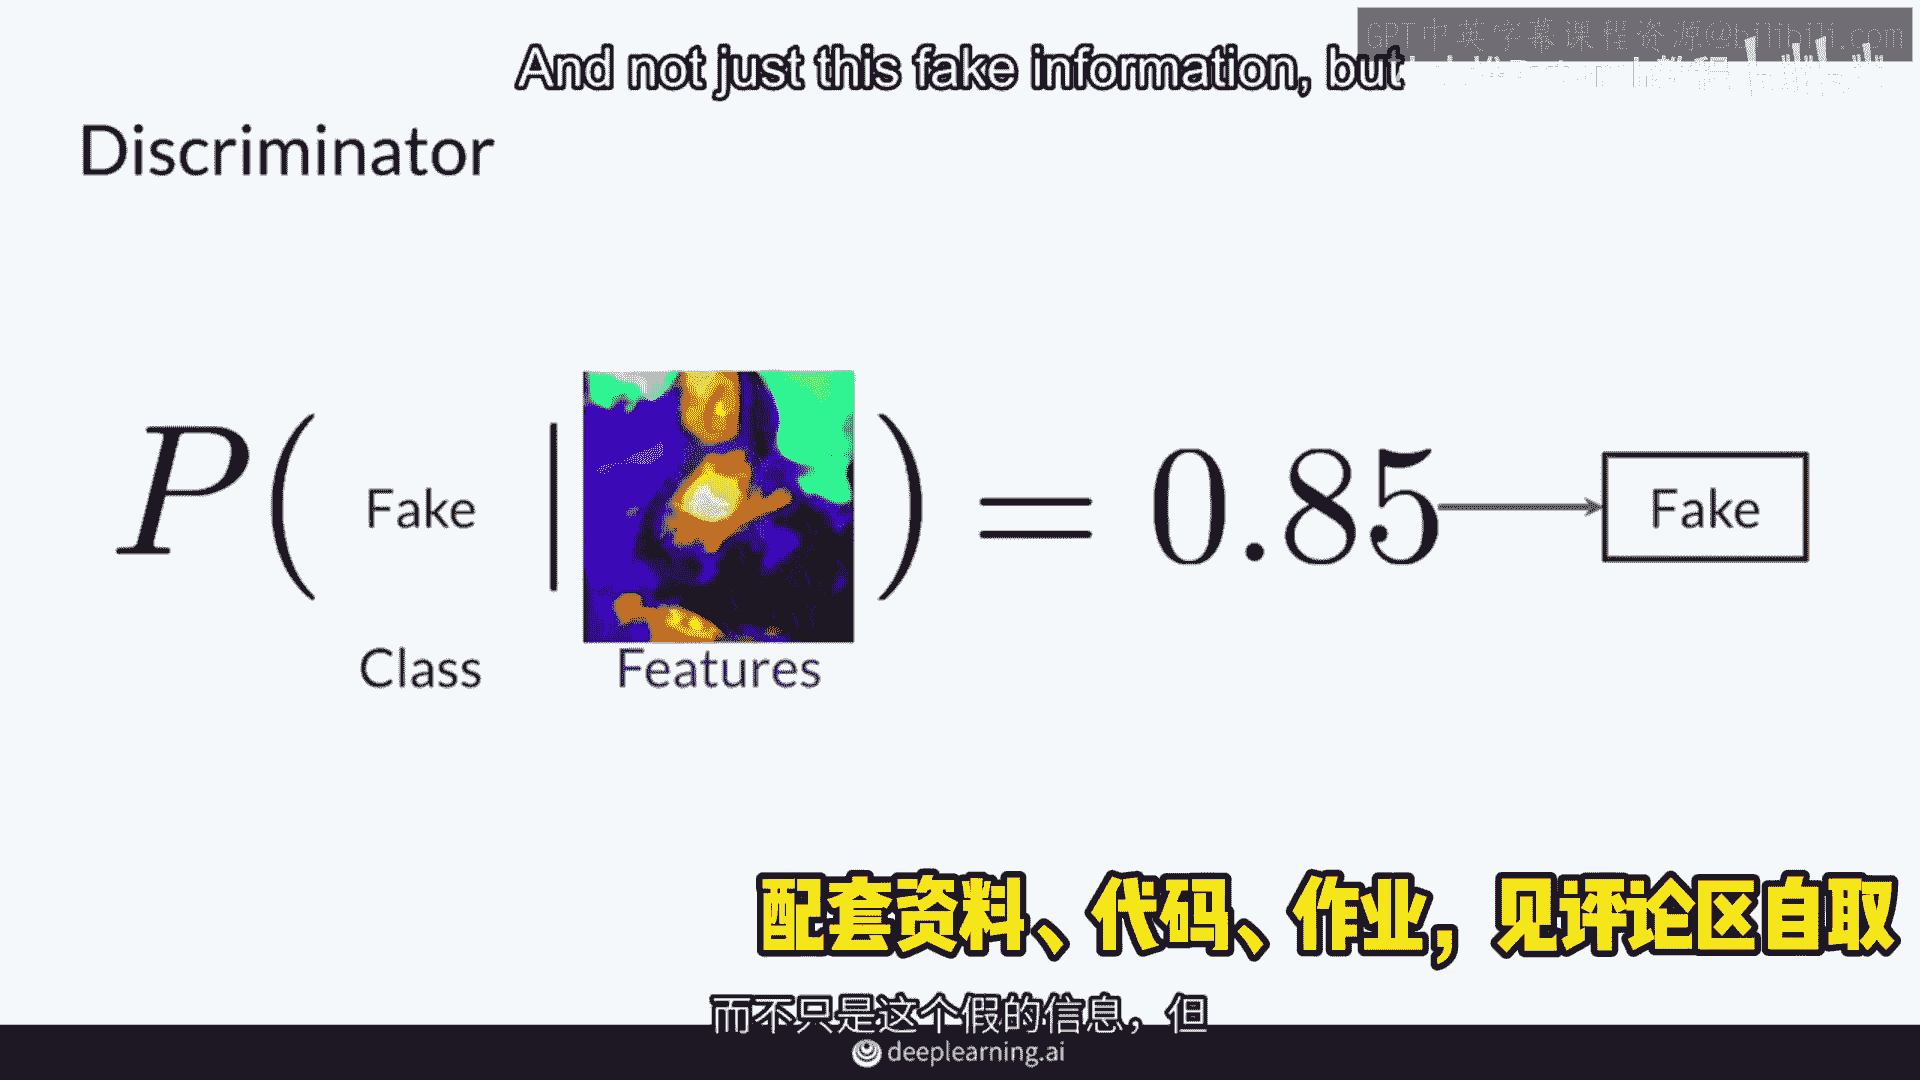 GPT中英字幕课程资源@bilibili.com
And not just this fake information, but
Discriminator
P( Fake | ) = 0.85
Fake
Class
Features
配套资料、代码、作业，见评论区自取
而不只是这个假的信息，但
deeplearning.ai